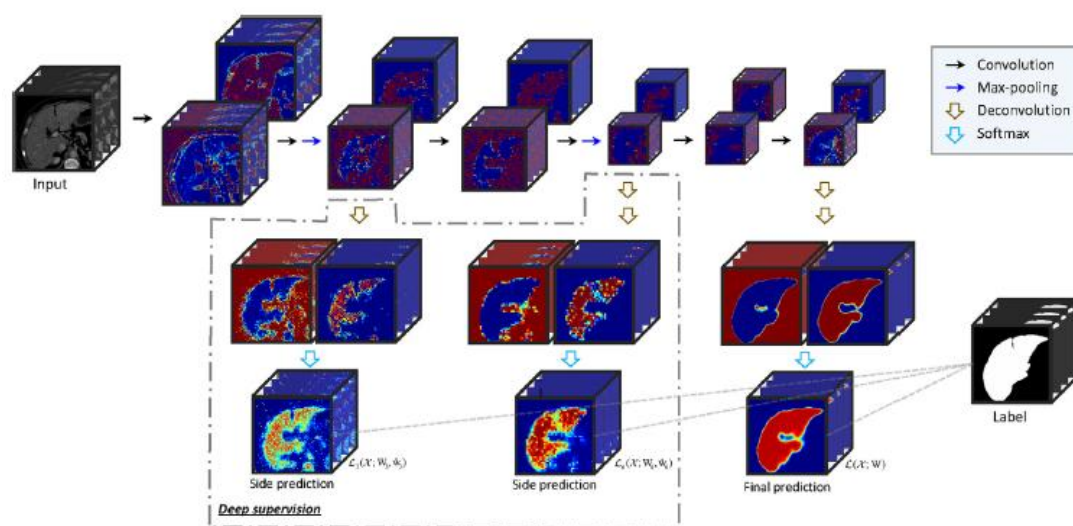 Convolution
Max-pooling
Deconvolution
Softmax
Input
Label
Side prediction
Side prediction
Final prediction
ℒ(𝒳; W)
Deep supervision